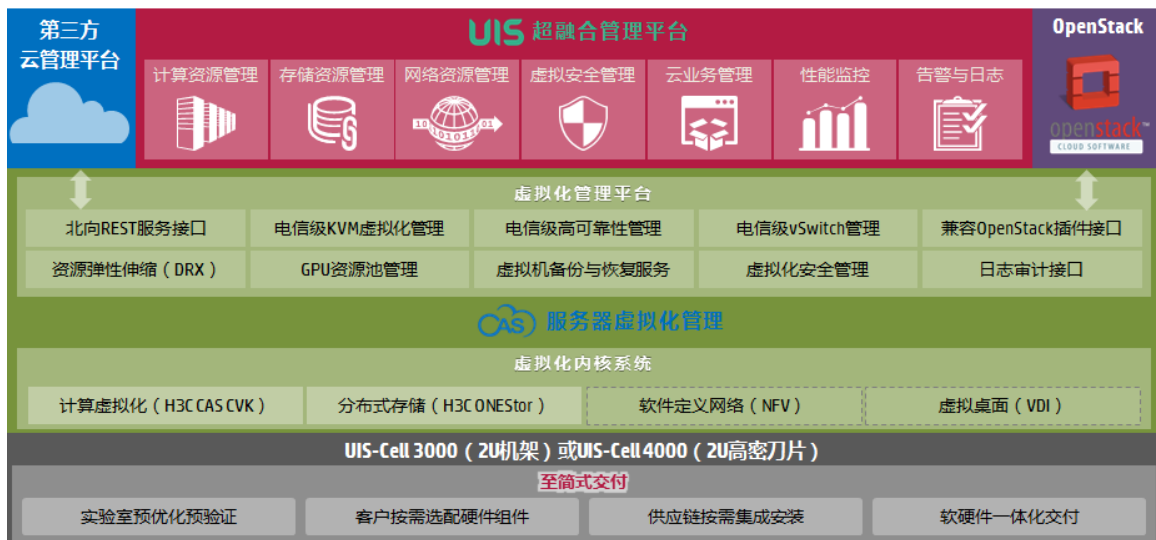 第三方
云管理平台
UIS 超融合管理平台
OpenStack
计算资源管理
存储资源管理
网络资源管理
虚拟安全管理
云业务管理
性能监控
告警与日志
openstack
CLOUD SOFTWARE
虚拟化管理平台
北向REST服务接口
电信级KVM虚拟化管理
电信级高可靠性管理
电信级vSwitch管理
兼容OpenStack插件接口
资源弹性伸缩（DRX）
GPU资源池管理
虚拟机备份与恢复服务
虚拟化安全管理
日志审计接口
CAS 服务器虚拟化管理
虚拟化内核系统
计算虚拟化（H3C CAS CVK）
分布式存储（H3C ONEStor）
软件定义网络（NFV）
虚拟桌面（VDI）
UIS-Cell 3000（2U机架）或UIS-Cell 4000（2U高密刀片）
至简式交付
实验室预优化预验证
客户按需选配硬件组件
供应链按需集成安装
软硬件一体化交付